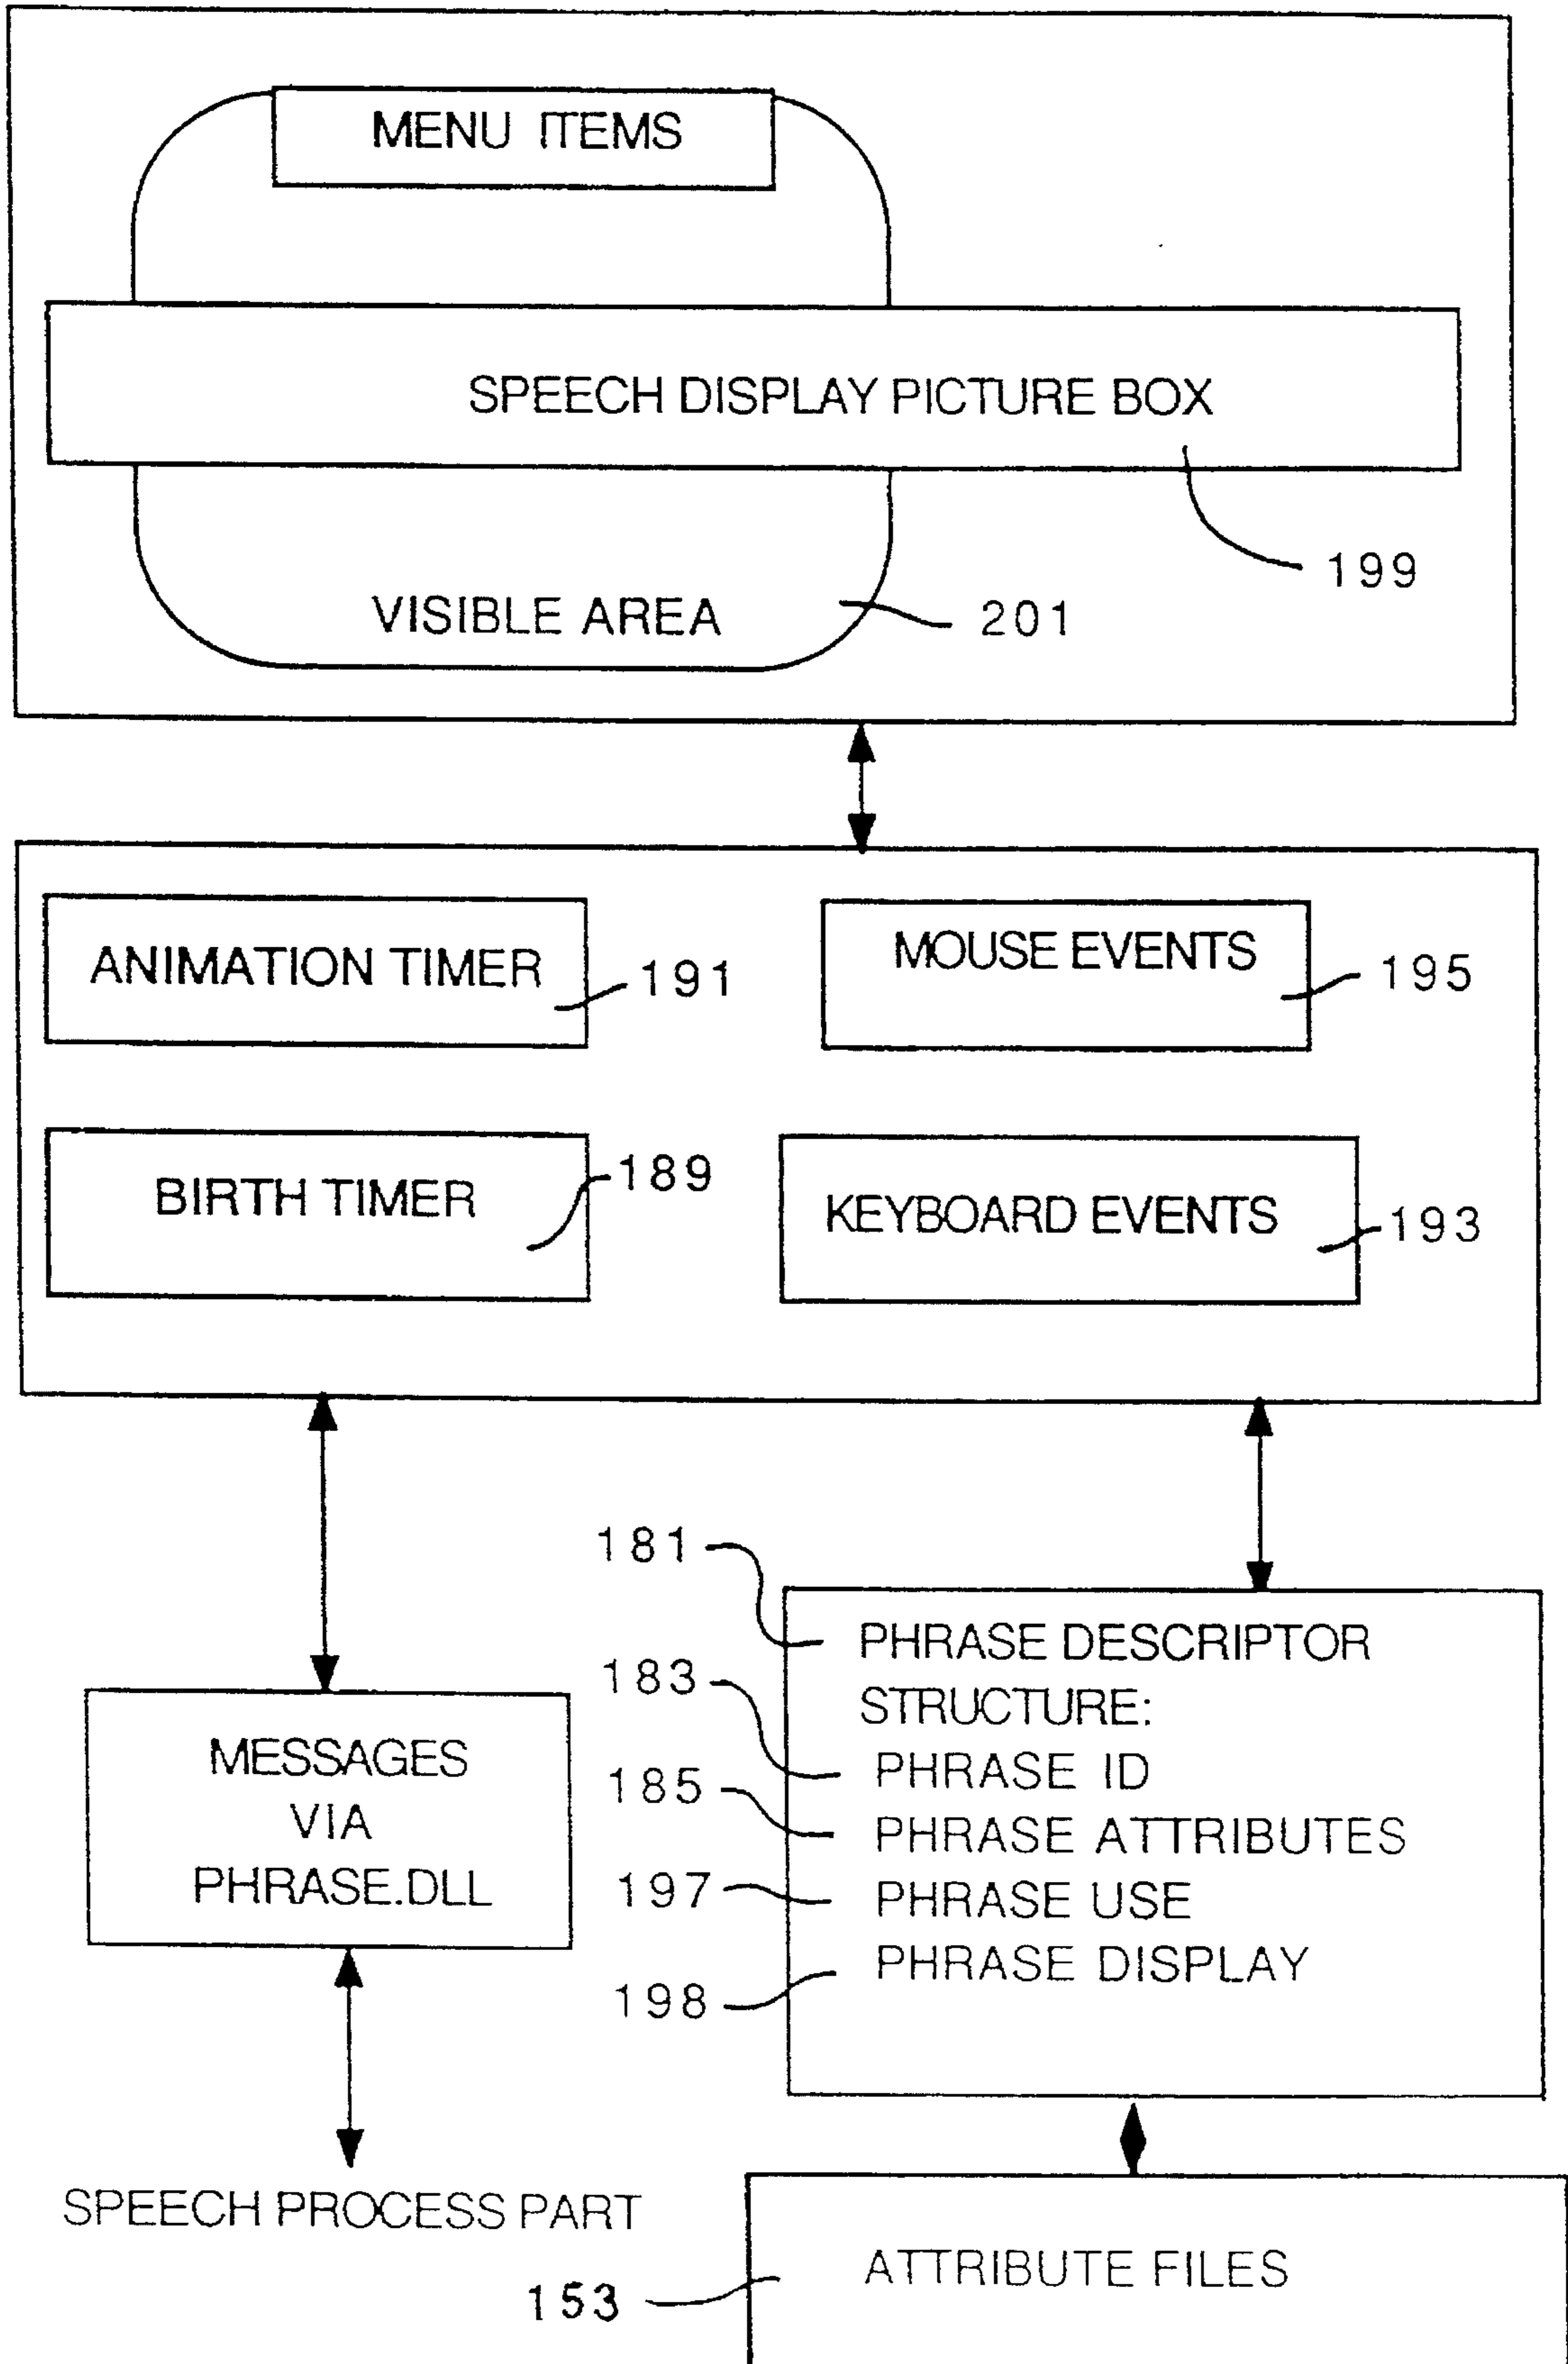 MENU ITEMS
SPEECH DISPLAY PICTURE BOX
199
VISIBLE AREA
201
ANIMATION TIMER
191
MOUSE EVENTS
195
BIRTH TIMER
189
KEYBOARD EVENTS
193
181
PHRASE DESCRIPTOR
STRUCTURE:
183
PHRASE ID
185
PHRASE ATTRIBUTES
197
PHRASE USE
198
PHRASE DISPLAY
MESSAGES
VIA
PHRASE.DLL
SPEECH PROCESS PART
153
ATTRIBUTE FILES